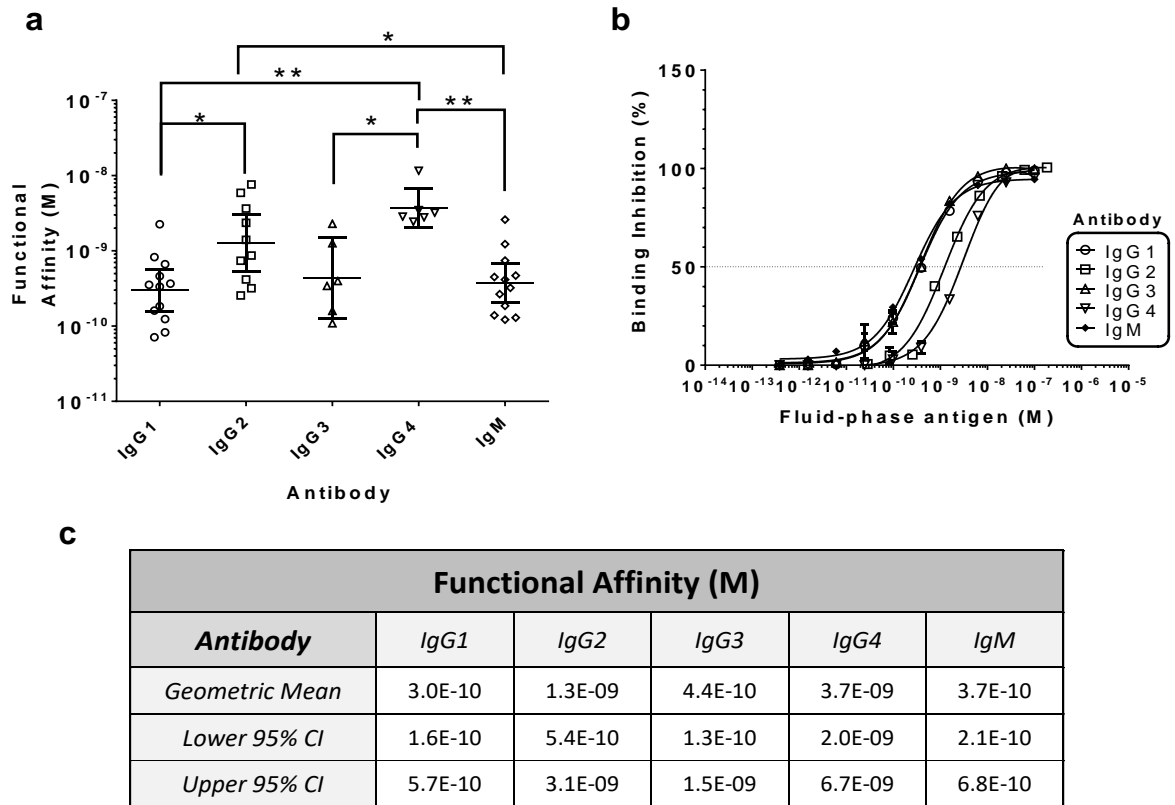 a
Functional
Affinity (M)
10-7
10-8
10-9
10-10
10-11
*
**
*
*
**
IgG1
IgG2
IgG3
IgG4
IgM
Antibody
b
Binding Inhibition (%)
150
100
50
0
10-14
10-13
10-12
10-11
10-10
10-9
10-8
10-7
10-6
10-5
Fluid-phase antigen (M)
Antibody
IgG1
IgG2
IgG3
IgG4
IgM
c
Functional Affinity (M)
Antibody IgG1 IgG2 IgG3 IgG4 IgM
Geometric Mean 3.0E-10 1.3E-09 4.4E-10 3.7E-09 3.7E-10
Lower 95% CI 1.6E-10 5.4E-10 1.3E-10 2.0E-09 2.1E-10
Upper 95% CI 5.7E-10 3.1E-09 1.5E-09 6.7E-09 6.8E-10